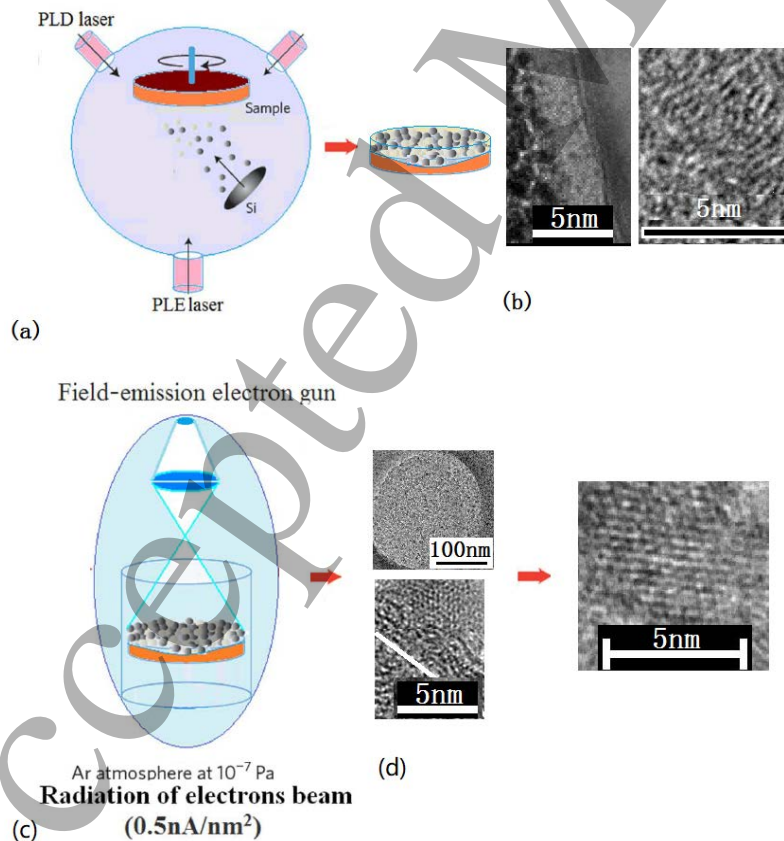 PLD laser
Sample
Si
PLE laser
(a)
5nm
5nm
(b)
Field-emission electron gun
Ar atmosphere at 10⁻⁷ Pa
Radiation of electrons beam
(0.5nA/nm²)
(c)
100nm
5nm
(d)
5nm
ccepted M